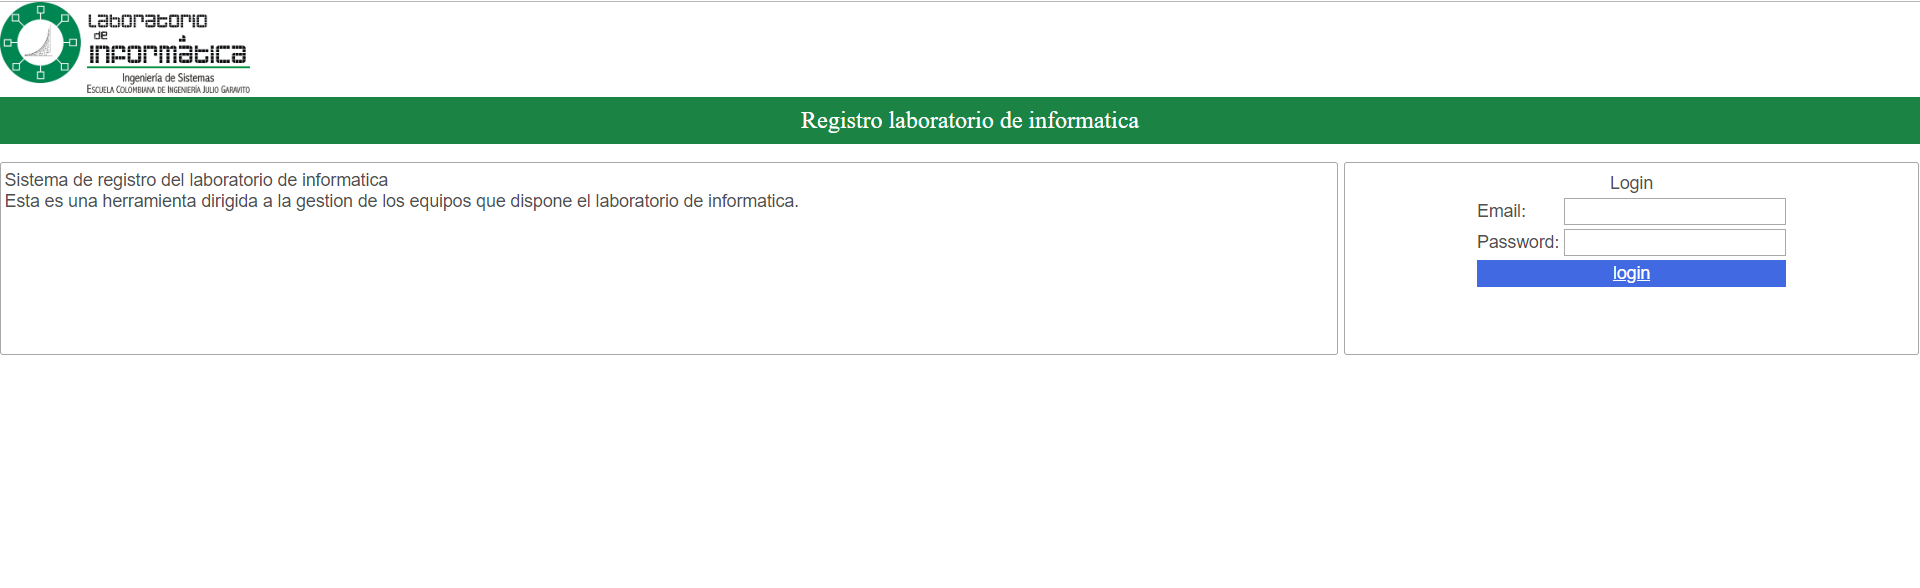 Laboratorio
de
informática
Ingeniería de Sistemas
Escuela Colombiana de Ingeniería Julio Garavito
Registro laboratorio de informatica
Sistema de registro del laboratorio de informatica
Esta es una herramienta dirigida a la gestion de los equipos que dispone el laboratorio de informatica.
Login
Email:
Password:
login